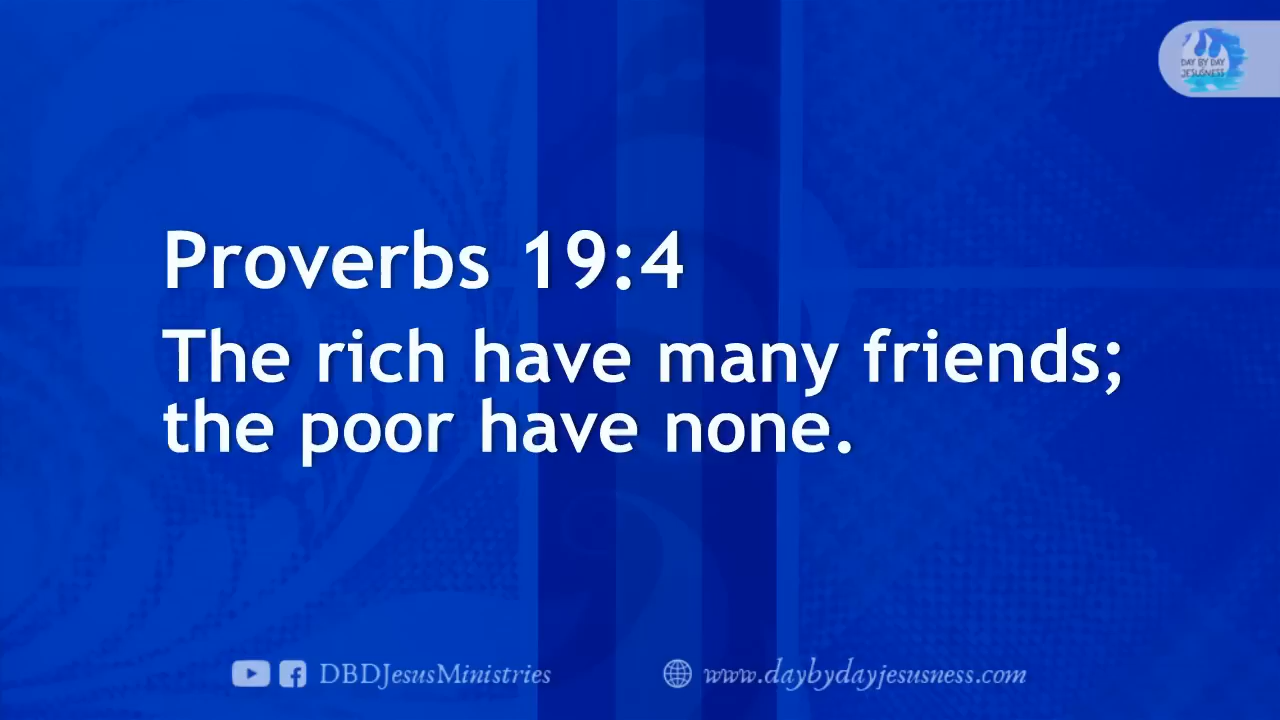 DAY BY DAY
JESUSNESS
Proverbs 19:4
The rich have many friends;
the poor have none.
DBDJesusMinistries
www.daybydayjesusness.com